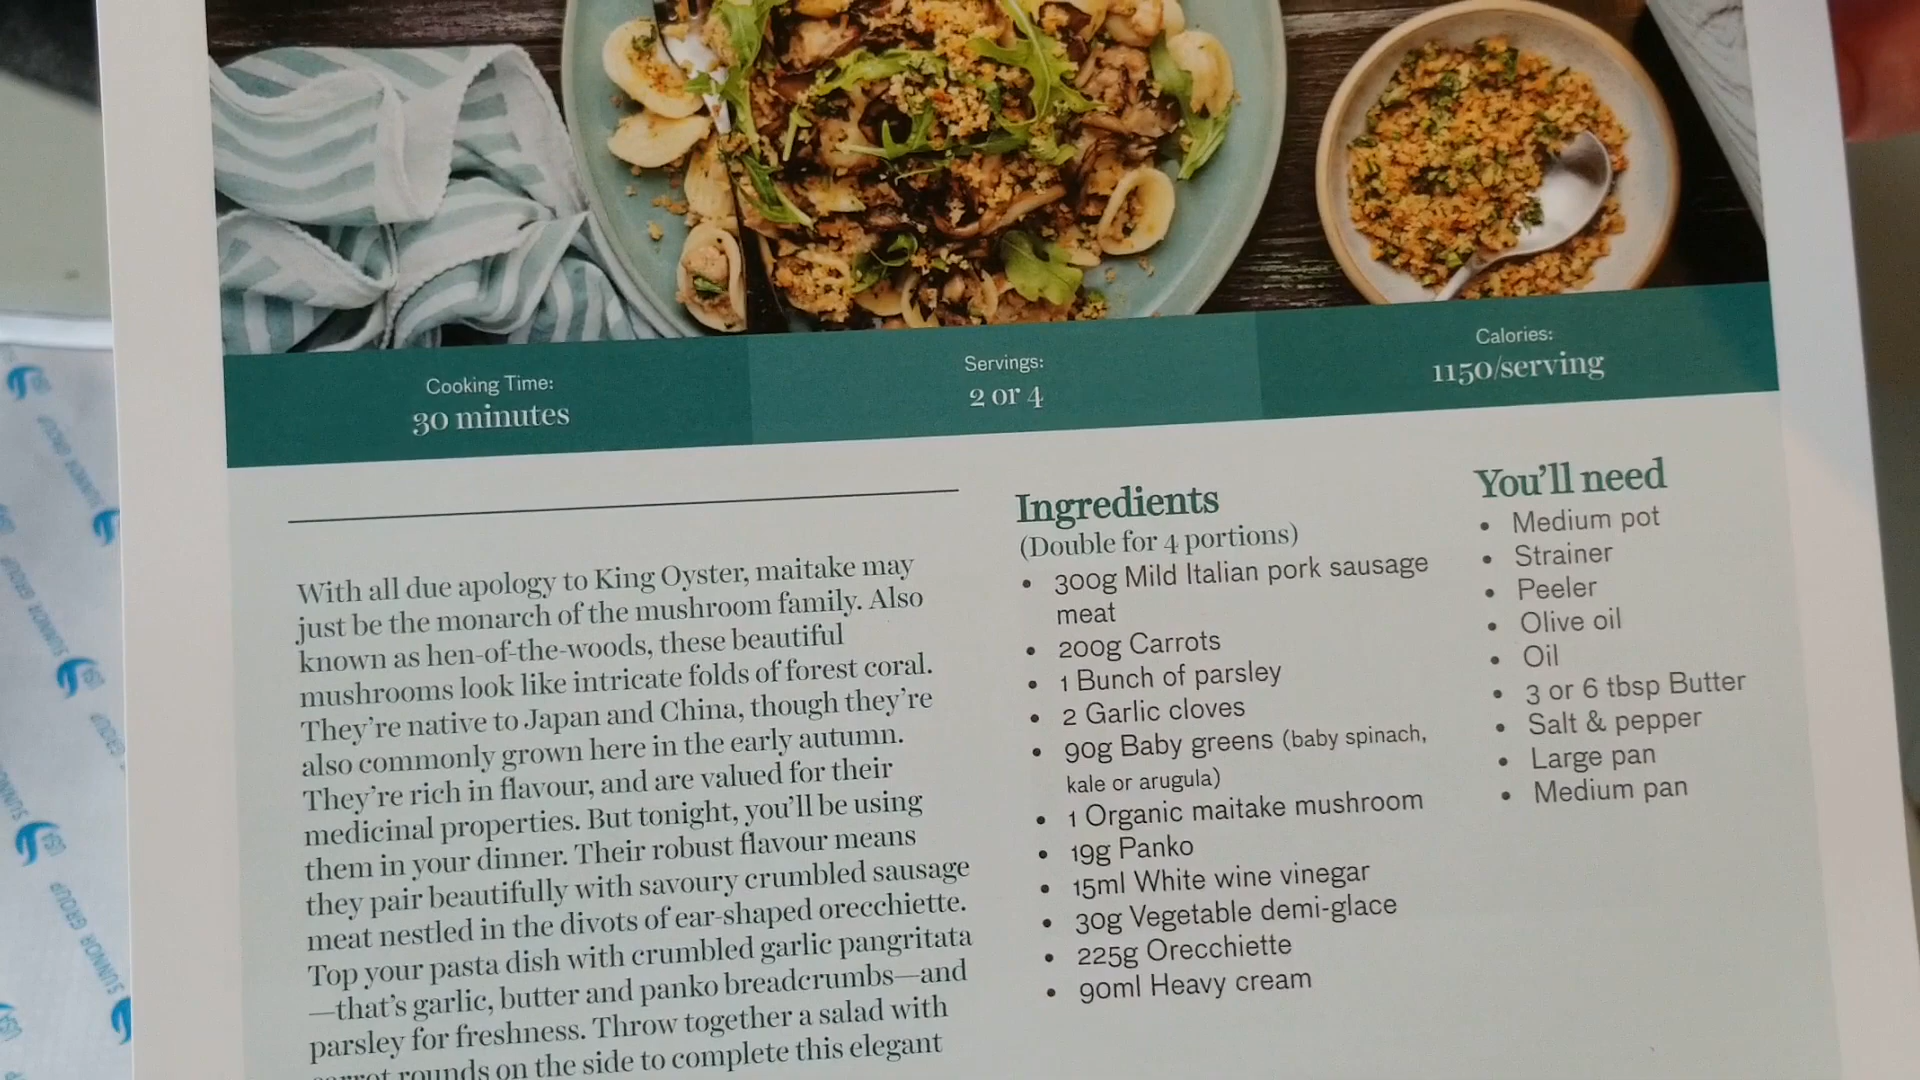 Cooking Time:
30 minutes
Servings:
2 or 4
Calories:
1150/serving
With all due apology to King Oyster, maitake may
just be the monarch of the mushroom family. Also
known as hen-of-the-woods, these beautiful
mushrooms look like intricate folds of forest coral.
They're native to Japan and China, though they're
also commonly grown here in the early autumn.
They're rich in flavour, and are valued for their
medicinal properties. But tonight, you'll be using
them in your dinner. Their robust flavour means
they pair beautifully with savoury crumbled sausage
meat nestled in the divots of ear-shaped orecchiette.
Top your pasta dish with crumbled garlic pangritata
—that's garlic, butter and panko breadcrumbs—and
parsley for freshness. Throw together a salad with
carrot rounds on the side to complete this elegant
Ingredients
(Double for 4 portions)
• 300g Mild Italian pork sausage
meat
• 200g Carrots
• 1 Bunch of parsley
• 2 Garlic cloves
• 90g Baby greens (baby spinach,
kale or arugula)
• 1 Organic maitake mushroom
• 19g Panko
• 15ml White wine vinegar
• 30g Vegetable demi-glace
• 225g Orecchiette
• 90ml Heavy cream
You'll need
• Medium pot
• Strainer
• Peeler
• Olive oil
• Oil
• 3 or 6 tbsp Butter
• Salt & pepper
• Large pan
• Medium pan
SUNNOR GROUP
SUNNOR GROUP
SUNNOR GROUP